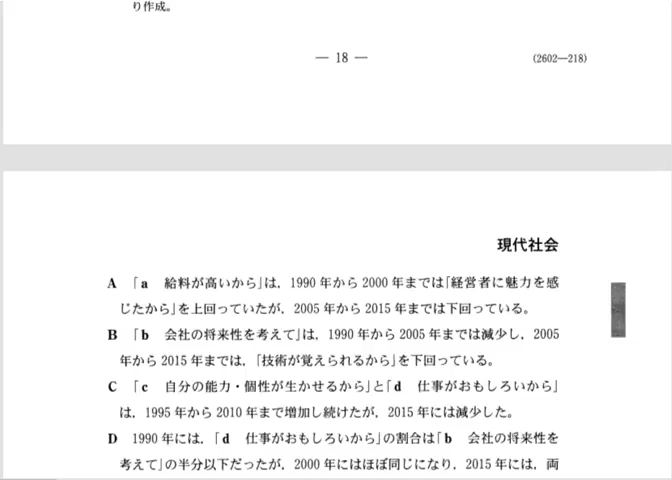 り作成。
— 18 —
(2602—218)
現代社会
A 「a 給料が高いから」は，1990 年から 2000 年までは「経営者に魅力を感
じたから」を上回っていたが，2005 年から 2015 年までは下回っている。
B 「b 会社の将来性を考えて」は，1990 年から 2005 年までは減少し，2005
年から 2015 年までは，「技術が覚えられるから」を下回っている。
C 「c 自分の能力・個性が生かせるから」と「d 仕事がおもしろいから」
は，1995 年から 2010 年まで増加し続けたが，2015 年には減少した。
D 1990 年には，「d 仕事がおもしろいから」の割合は「b 会社の将来性を
考えて」の半分以下だったが，2000 年にはほぼ同じになり，2015 年には，両